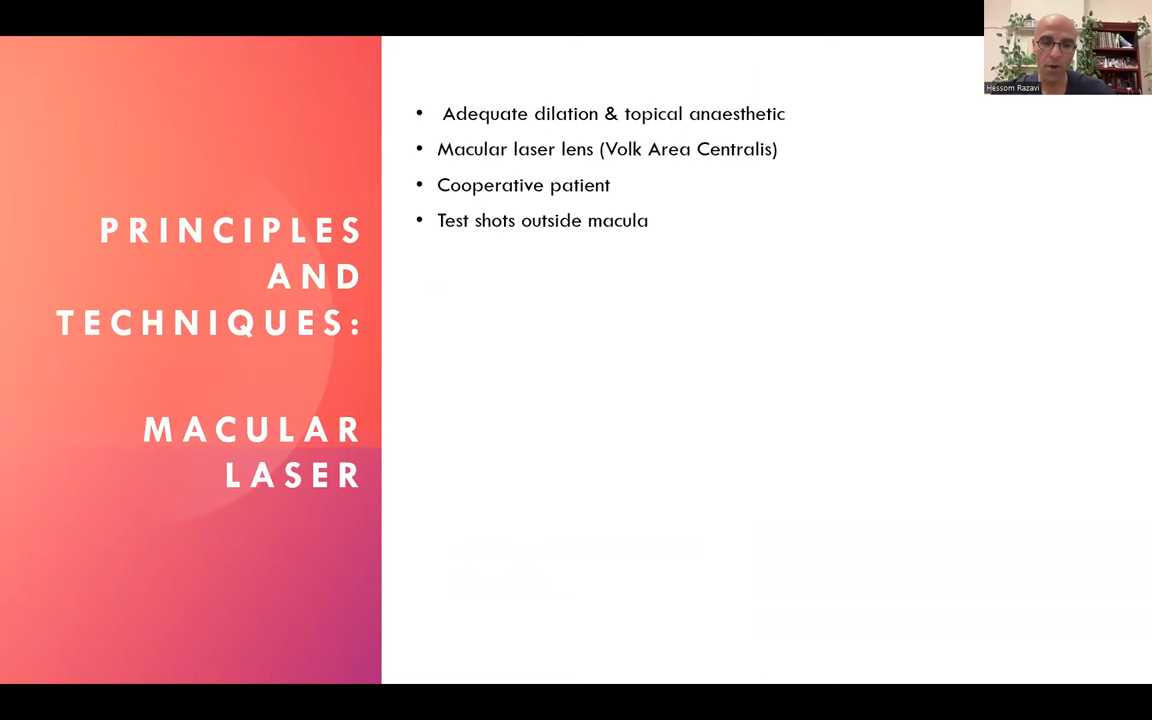 PRINCIPLES
AND
TECHNIQUES:
MACULAR
LASER
• Adequate dilation & topical anaesthetic
• Macular laser lens (Volk Area Centralis)
• Cooperative patient
• Test shots outside macula
Hessom Razavi